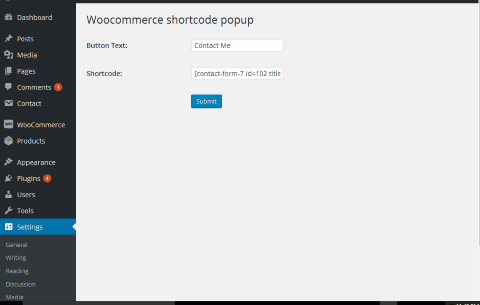 Dashboard
Posts
Media
Pages
Comments 1
Contact
WooCommerce
Products
Appearance
Plugins 4
Users
Tools
Settings
General
Writing
Reading
Discussion
Media
Woocommerce shortcode popup
Button Text:
Contact Me
Shortcode:
[contact-form-7 id=102 title
Submit